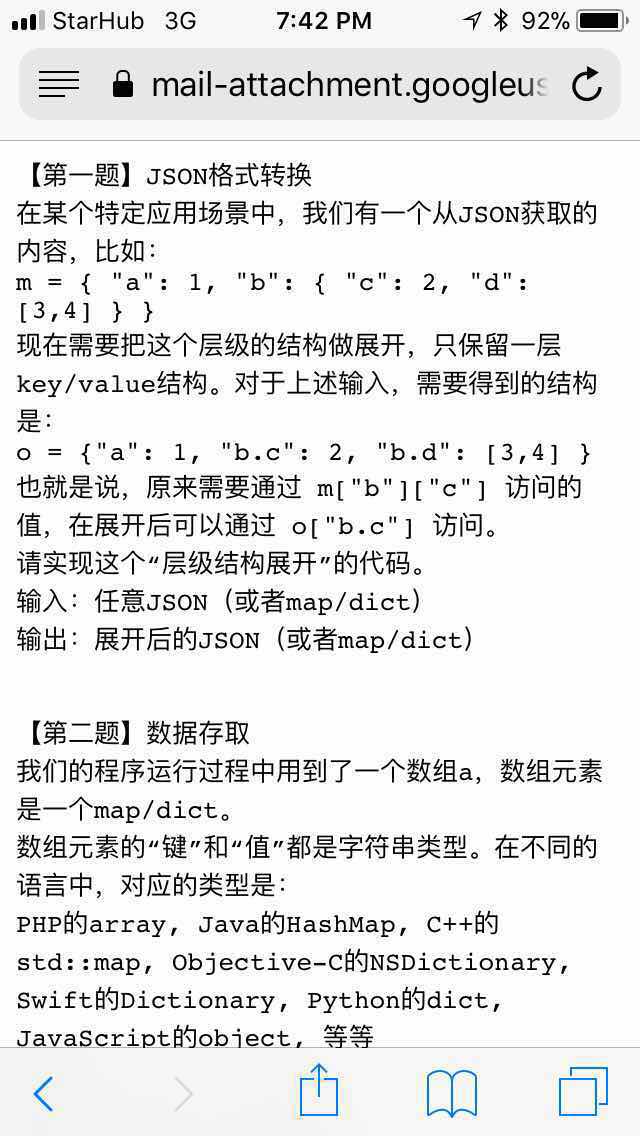 StarHub 3G 7:42 PM 92%
mail-attachment.googleus
【第一题】JSON格式转换
在某个特定应用场景中，我们有一个从JSON获取的
内容，比如：
m = { "a": 1, "b": { "c": 2, "d":
[3,4] } }
现在需要把这个层级的结构做展开，只保留一层
key/value结构。对于上述输入，需要得到的结构
是：
o = {"a": 1, "b.c": 2, "b.d": [3,4] }
也就是说，原来需要通过 m["b"]["c"] 访问的
值，在展开后可以通过 o["b.c"] 访问。
请实现这个“层级结构展开”的代码。
输入：任意JSON（或者map/dict）
输出：展开后的JSON（或者map/dict）
【第二题】数据存取
我们的程序运行过程中用到了一个数组a，数组元素
是一个map/dict。
数组元素的“键”和“值”都是字符串类型。在不同的
语言中，对应的类型是：
PHP的array, Java的HashMap, C++的
std::map, Objective-C的NSDictionary,
Swift的Dictionary, Python的dict,
JavaScript的object, 等等